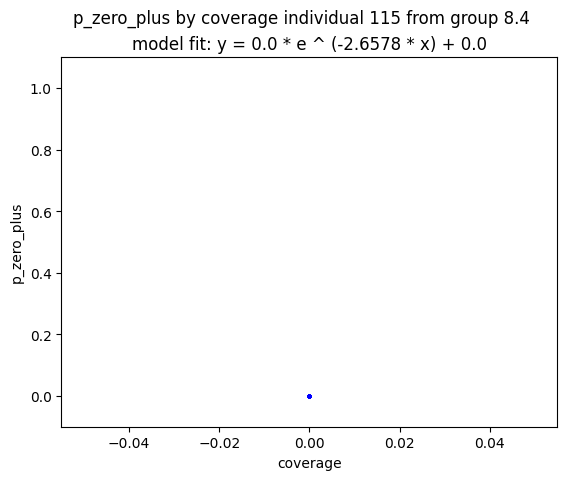 p_zero_plus by coverage individual 115 from group 8.4
model fit: y = 0.0 * e ^ (-2.6578 * x) + 0.0
1.0
0.8
0.6
0.4
0.2
0.0
p_zero_plus
−0.04
−0.02
0.00
0.02
0.04
coverage